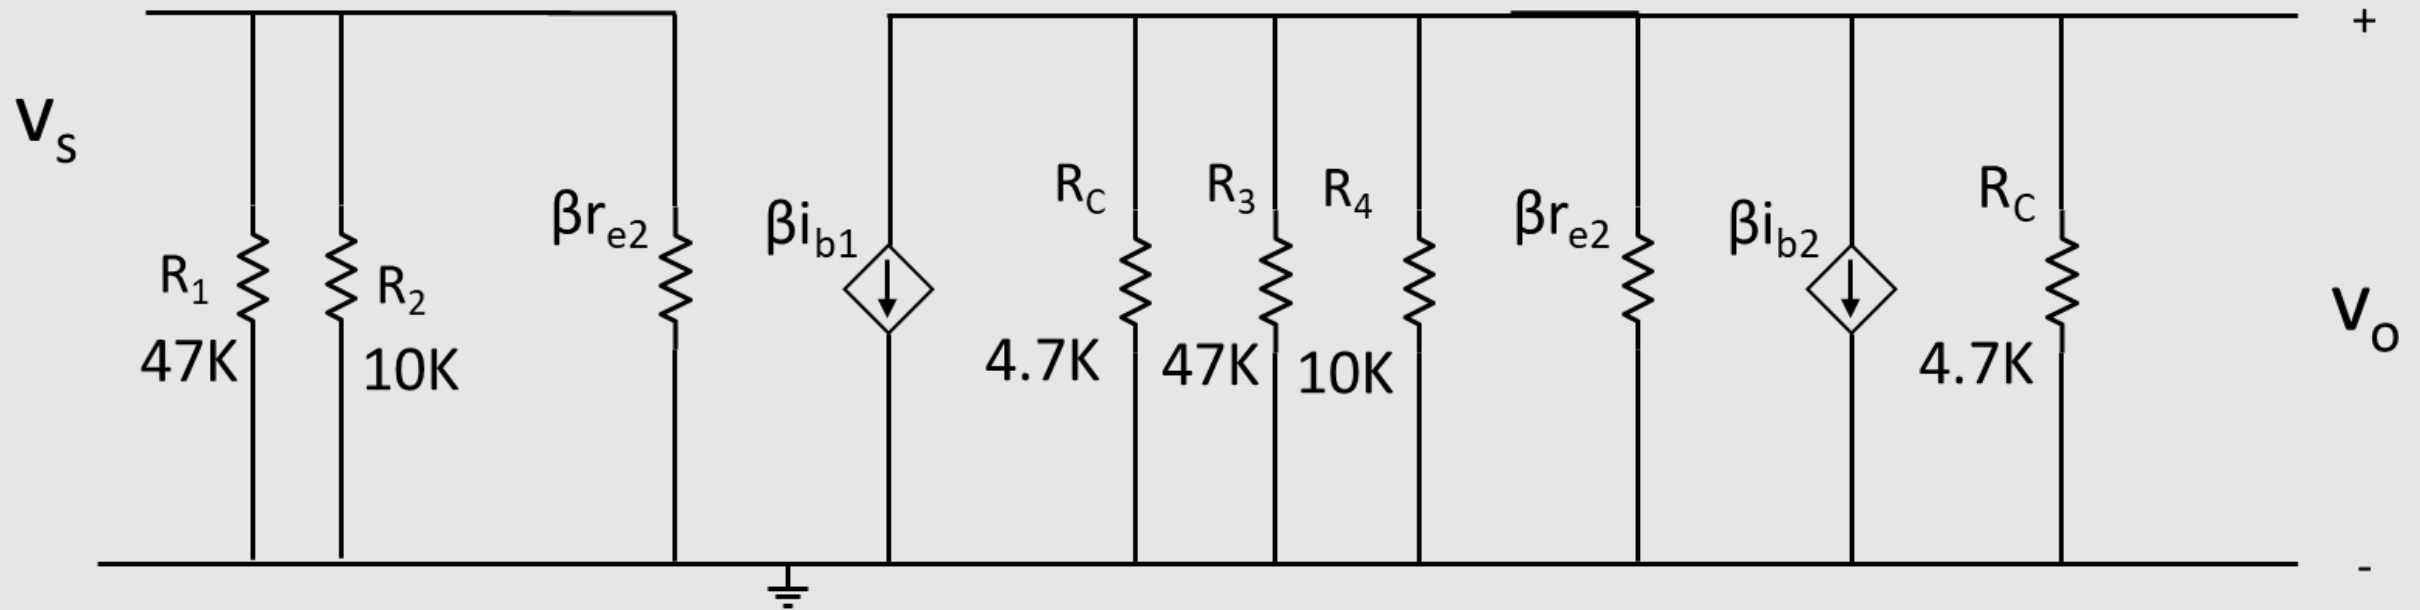 vs
R1
47K
R2
10K
βre2
βib1
RC
4.7K
R3
47K
R4
10K
βre2
βib2
RC
4.7K
+
vo
-